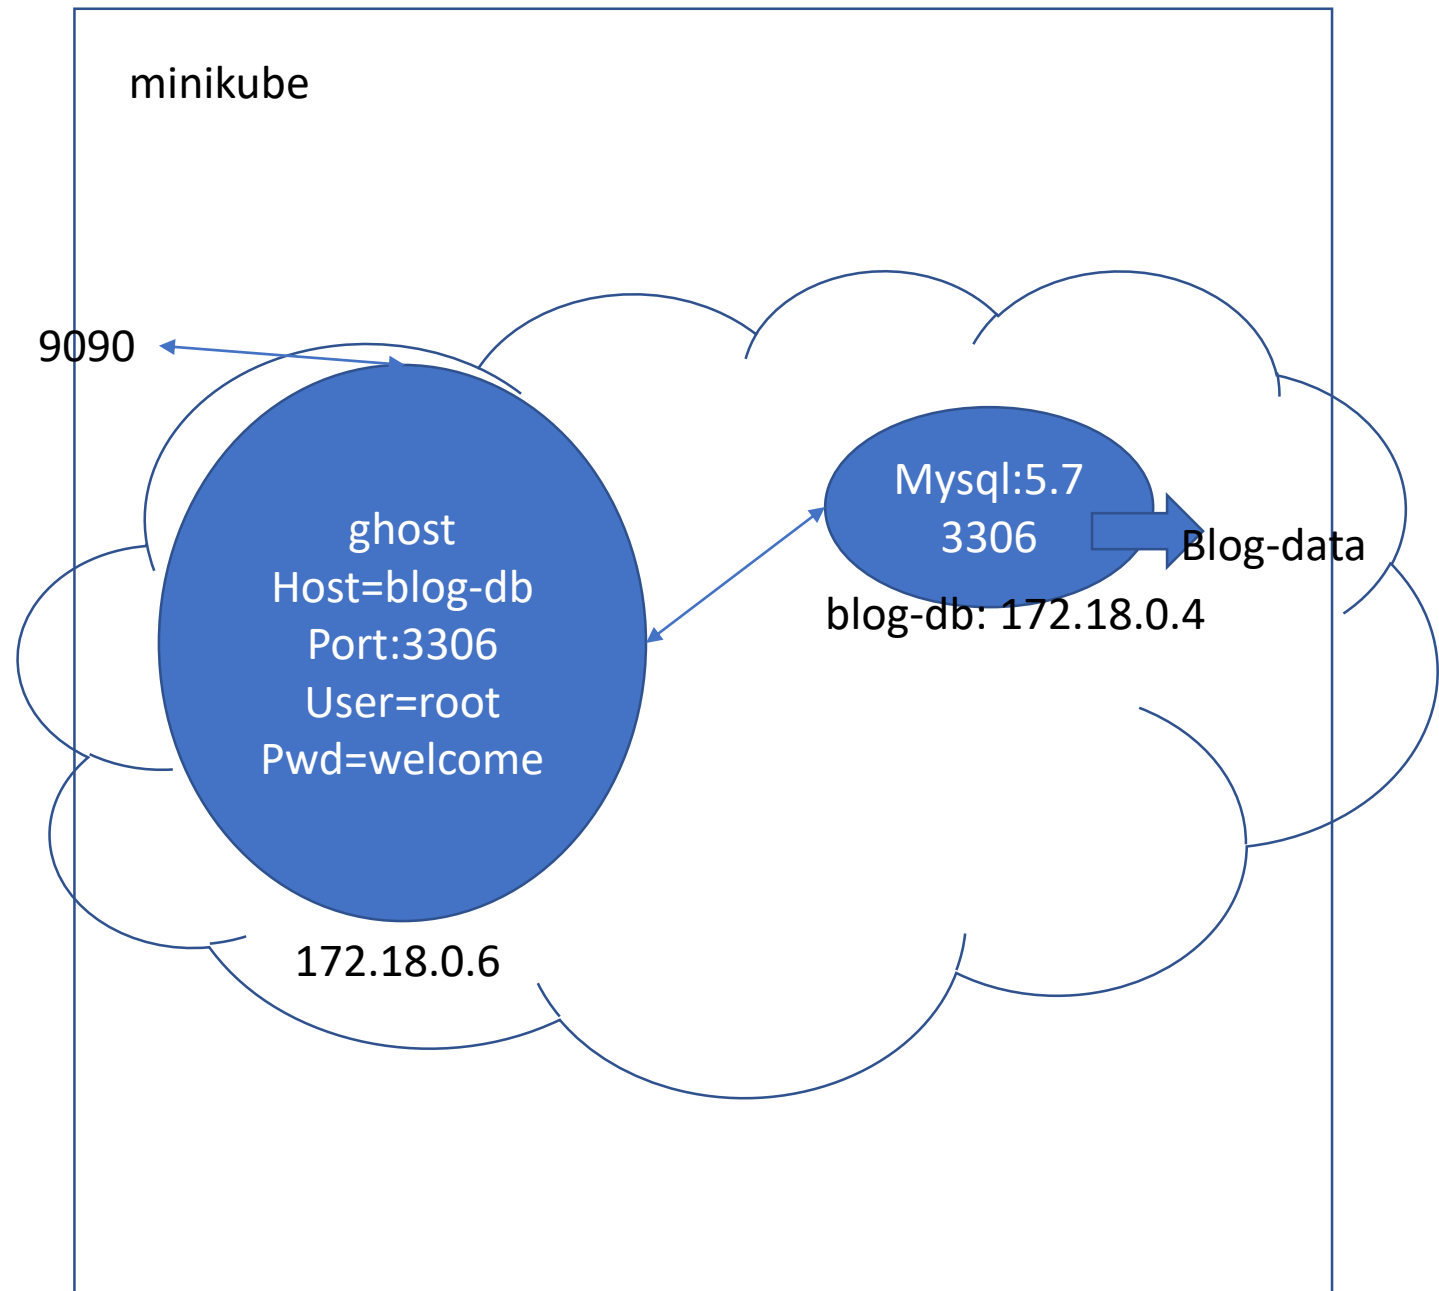 minikube
9090
ghost
Host=blog-db
Port:3306
User=root
Pwd=welcome
172.18.0.6
Mysql:5.7
3306
Blog-data
blog-db: 172.18.0.4